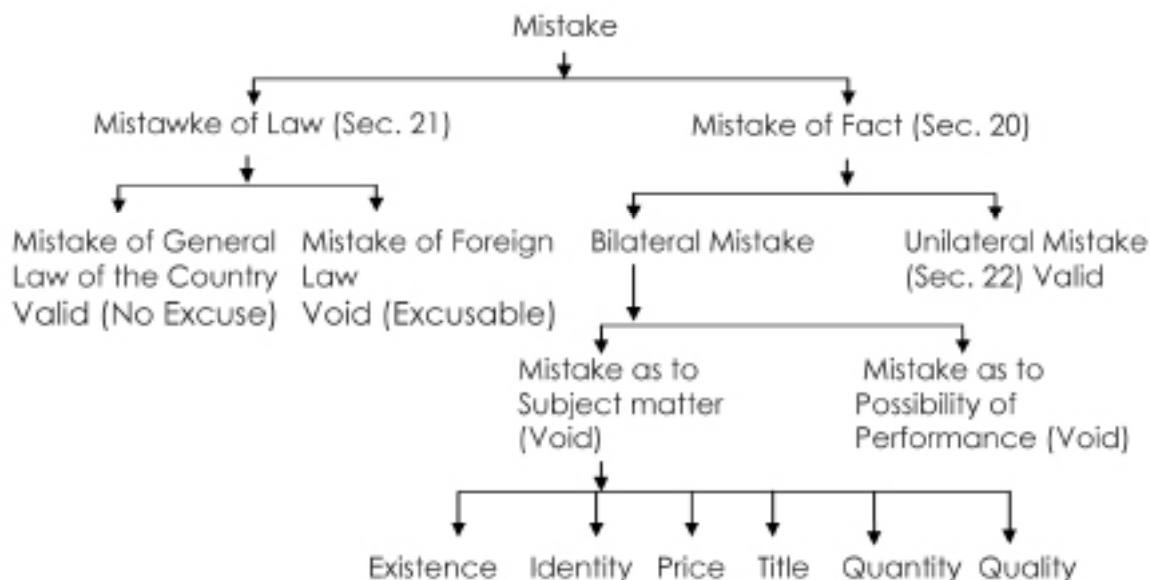 Mistake
Mistawke of Law (Sec. 21)
Mistake of Fact (Sec. 20)
Mistake of General
Law of the Country
Valid (No Excuse)
Mistake of Foreign
Law
Void (Excusable)
Bilateral Mistake
Unilateral Mistake
(Sec. 22) Valid
Mistake as to
Subject matter
(Void)
Mistake as to
Possibility of
Performance (Void)
Existence Identity Price Title Quantity Quality